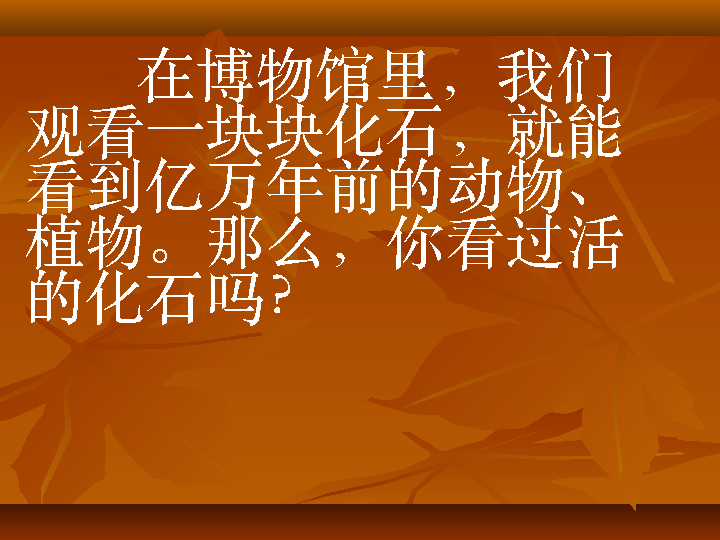 在博物馆里，我们
观看一块块化石，就能
看到亿万年前的动物、
植物。那么，你看过活
的化石吗?